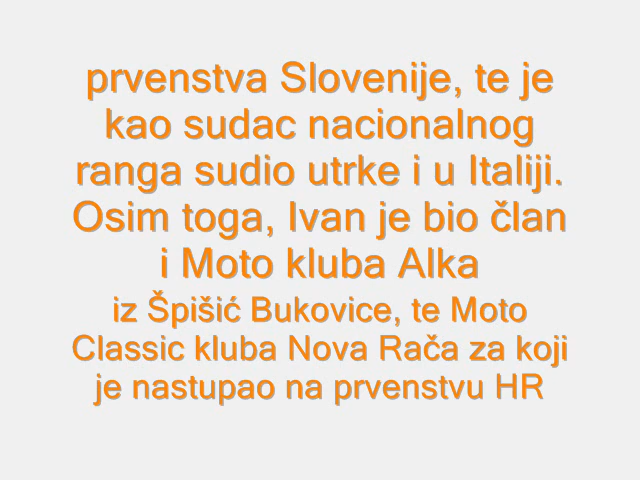 prvenstva Slovenije, te je
kao sudac nacionalnog
ranga sudio utrke i u Italiji.
Osim toga, Ivan je bio član
i Moto kluba Alka
iz Špišić Bukovice, te Moto
Classic kluba Nova Rača za koji
je nastupao na prvenstvu HR